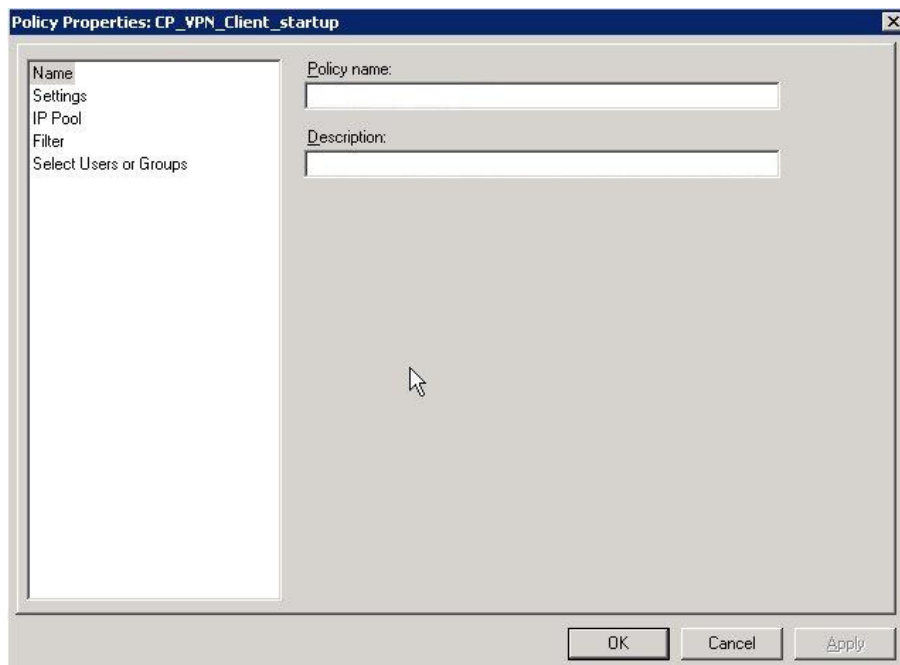 Policy Properties: CP_VPN_Client_startup
Name
Settings
IP Pool
Filter
Select Users or Groups
Policy name:
Description:
OK
Cancel
Apply